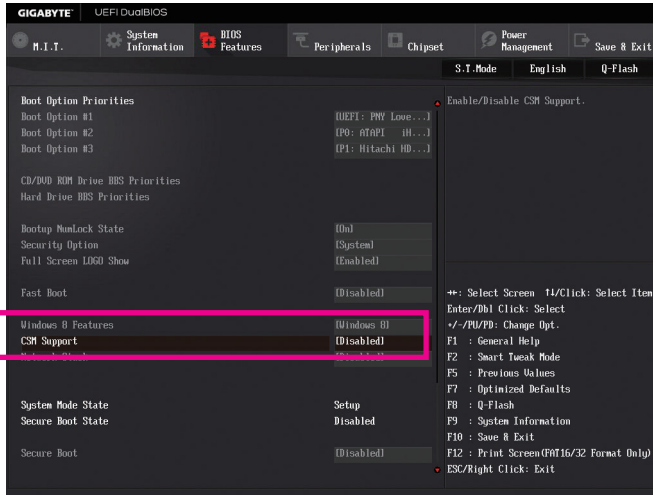 GIGABYTE™ UEFI DualBIOS
M.I.T.
System Information
BIOS Features
Peripherals
Chipset
Power Management
Save & Exit
S.T.Mode English Q-Flash
Boot Option Priorities
Boot Option #1 [UEFI: PNY Love...]
Boot Option #2 [P0: ATAPI iH...]
Boot Option #3 [P1: Hitachi HD...]
CD/DVD ROM Drive BBS Priorities
Hard Drive BBS Priorities
Bootup NumLock State [On]
Security Option [System]
Full Screen LOGO Show [Enabled]
Fast Boot [Disabled]
Windows 8 Features [Windows 8]
CSM Support [Disabled]
System Mode State Setup
Secure Boot State Disabled
Secure Boot [Disabled]
Enable/Disable CSM Support.
→←: Select Screen ↑↓/Click: Select Item
Enter/Dbl Click: Select
+/-/PU/PD: Change Opt.
F1 : General Help
F2 : Smart Tweak Mode
F5 : Previous Values
F7 : Optimized Defaults
F8 : Q-Flash
F9 : System Information
F10 : Save & Exit
F12 : Print Screen(FAT16/32 Format Only)
ESC/Right Click: Exit